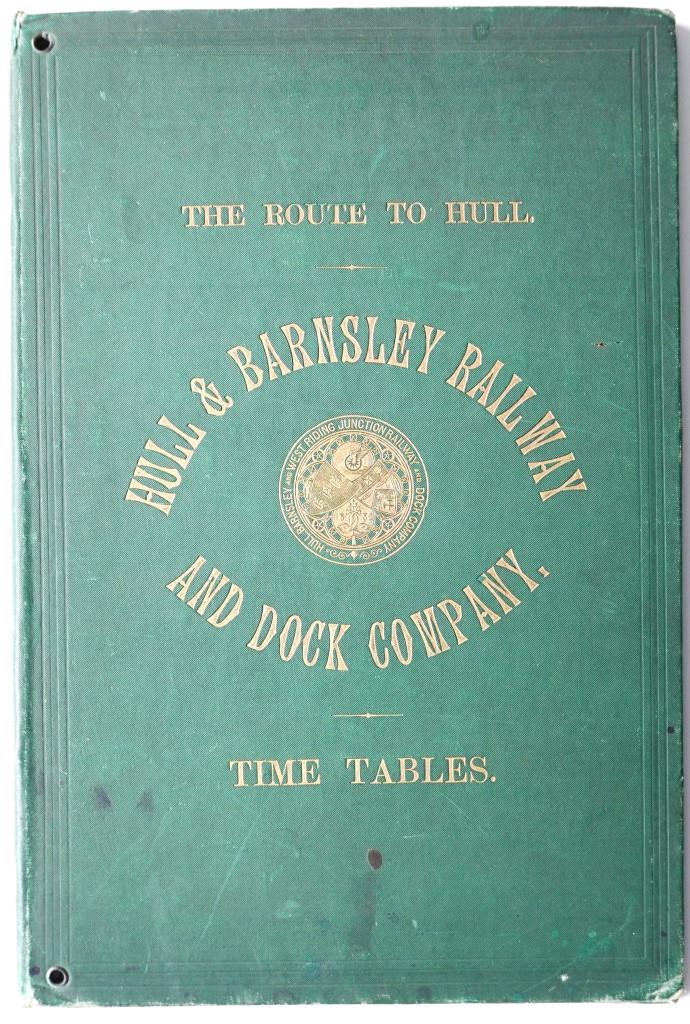 THE ROUTE TO HULL.
HULL & BARNSLEY RAILWAY
HULL BARNSLEY AND WEST RIDING JUNCTION RAILWAY AND DOCK COMPANY
AND DOCK COMPANY.
TIME TABLES.